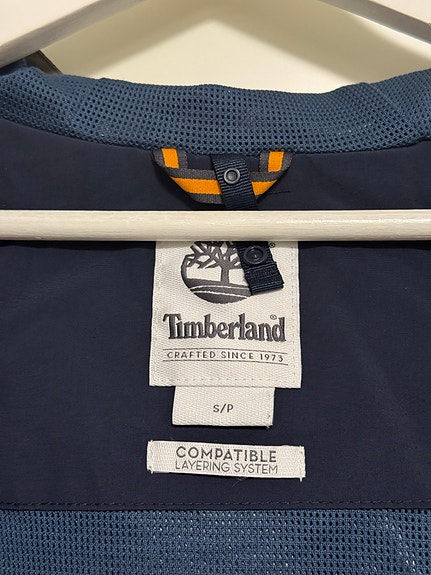 ®
Timberland®
CRAFTED SINCE 1973
S/P
COMPATIBLE
LAYERING SYSTEM